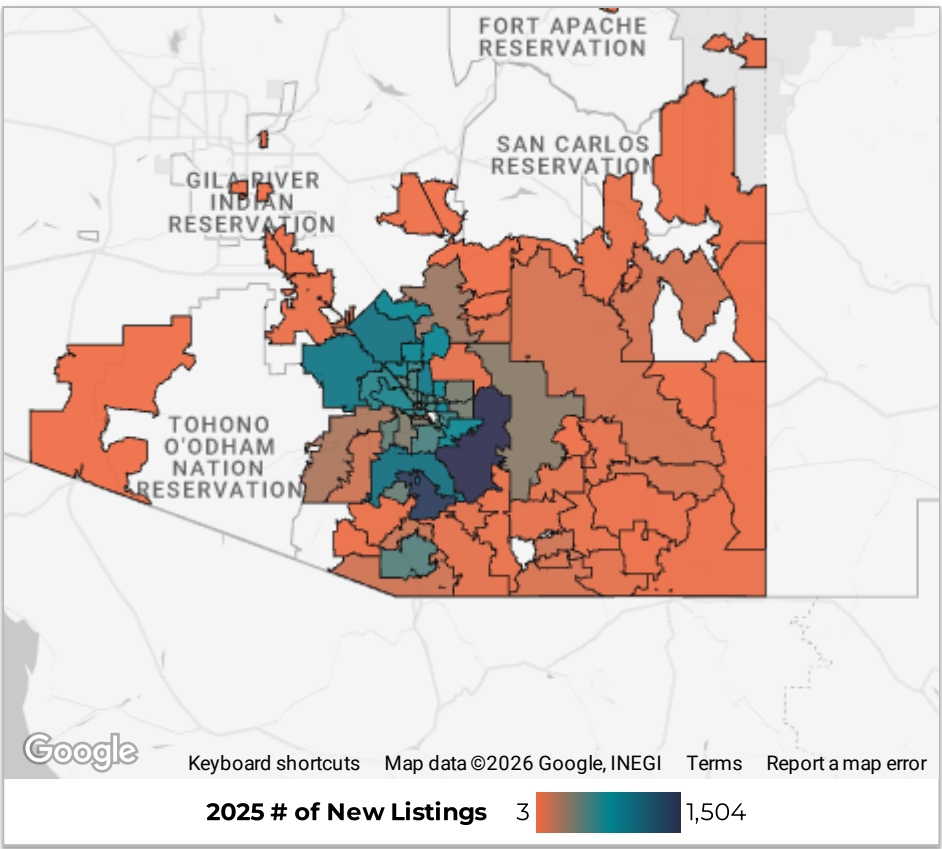 FORT APACHE
RESERVATION
SAN CARLOS
RESERVATION
GILA RIVER
INDIAN
RESERVATION
TOHONO
O'ODHAM
NATION
RESERVATION
Google
Keyboard shortcuts Map data ©2026 Google, INEGI Terms Report a map error
2025 # of New Listings 3 1,504